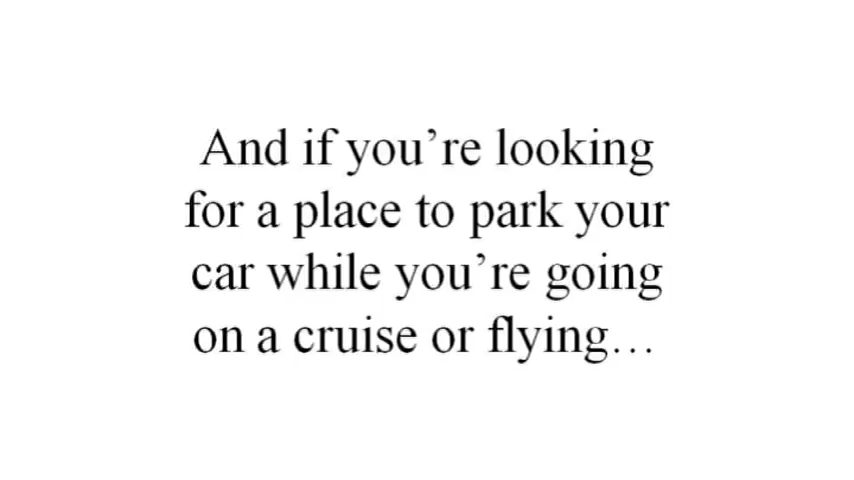 And if you’re looking
for a place to park your
car while you’re going
on a cruise or flying…